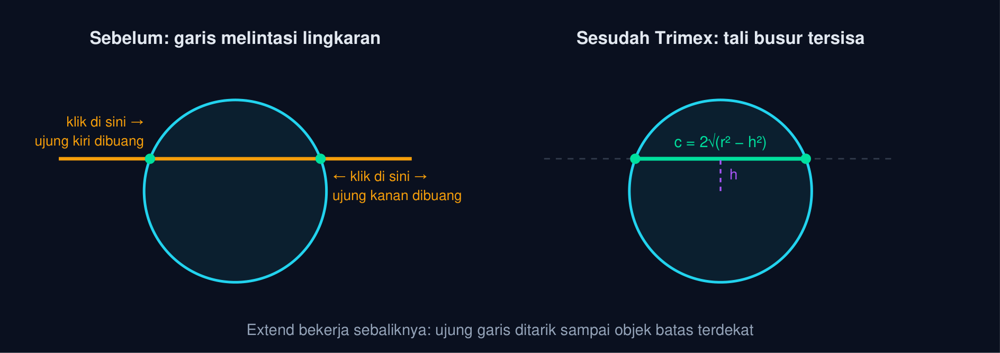 Sebelum: garis melintasi lingkaran
klik di sini →
ujung kiri dibuang
← klik di sini →
ujung kanan dibuang
Sesudah Trimex: tali busur tersisa
c = 2√(r² − h²)
h
Extend bekerja sebaliknya: ujung garis ditarik sampai objek batas terdekat